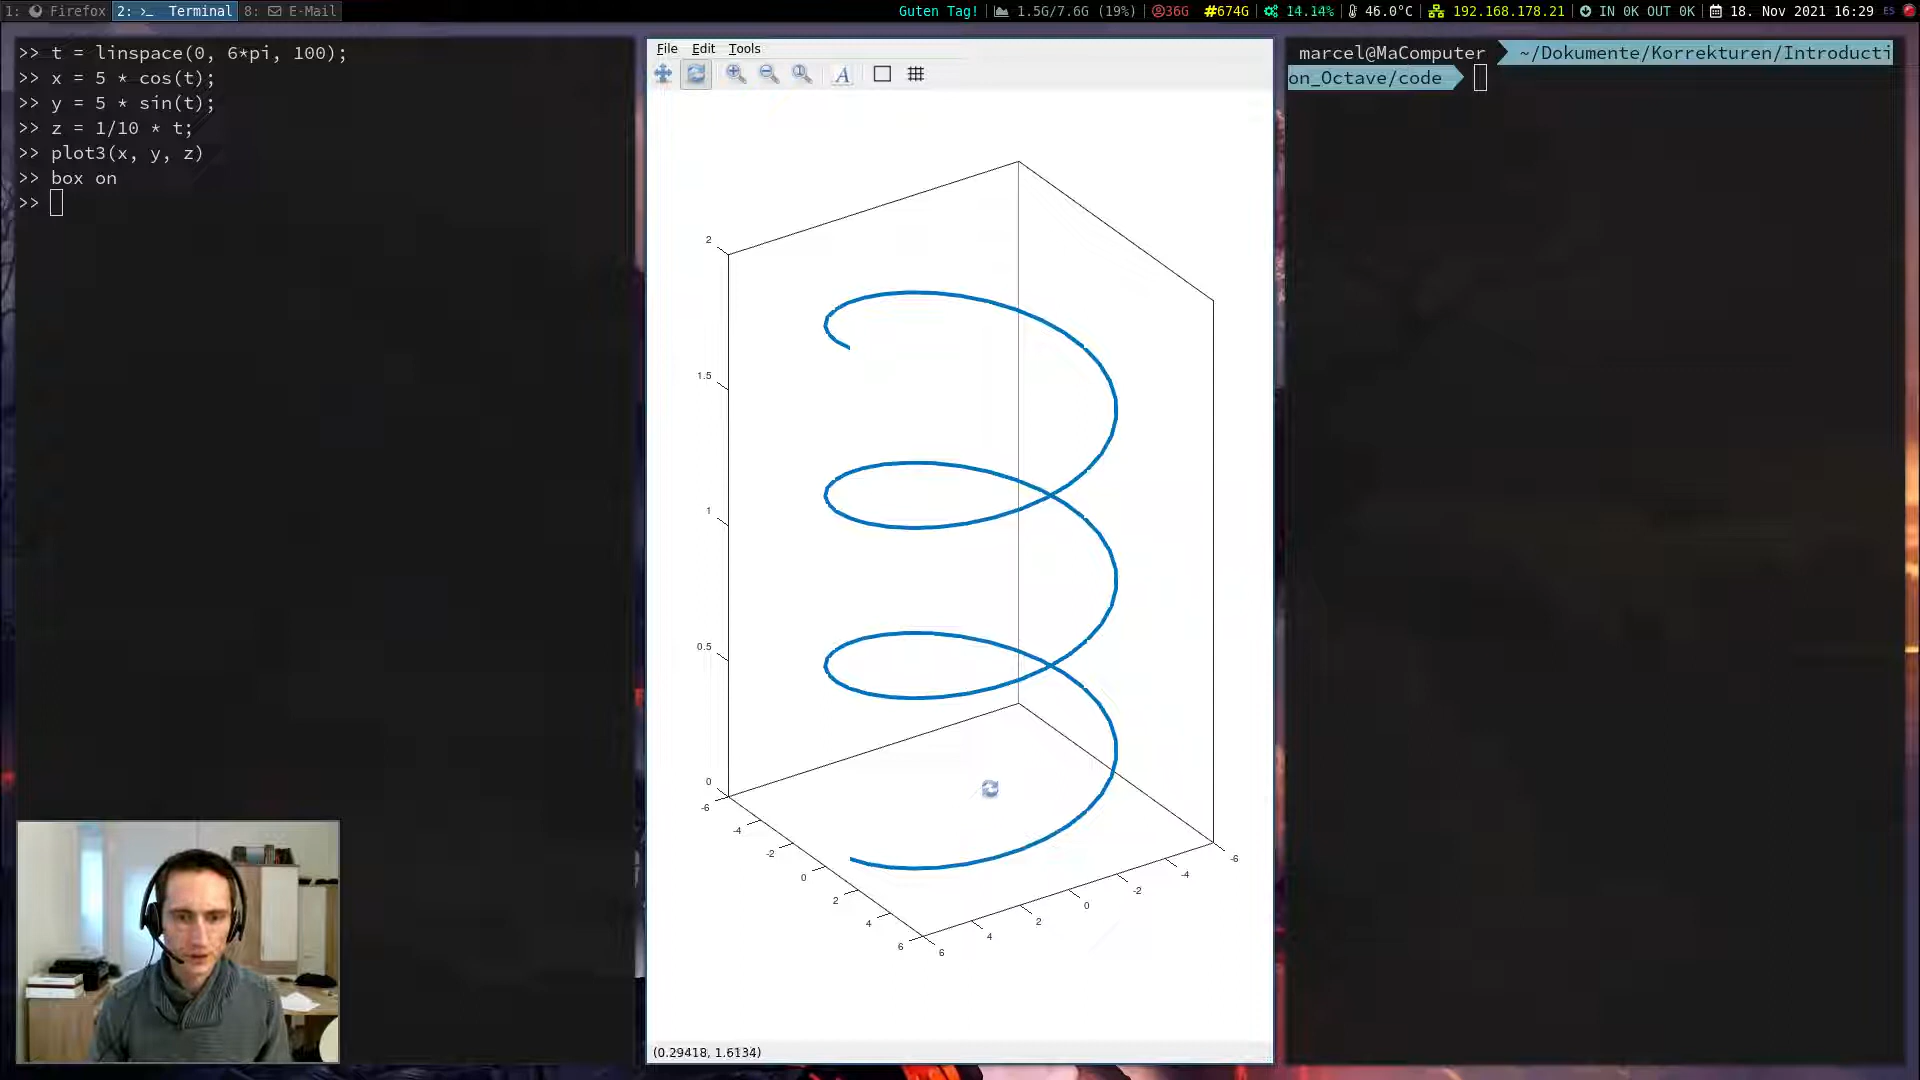 1: Firefox 2: >_ Terminal 8: E-Mail
Guten Tag! 1.5G/7.6G (19%) 36G #674G 14.14% 46.0°C 192.168.178.21 IN 0K OUT 0K 18. Nov 2021 16:29 ES
>> t = linspace(0, 6*pi, 100);
>> x = 5 * cos(t);
>> y = 5 * sin(t);
>> z = 1/10 * t;
>> plot3(x, y, z)
>> box on
>>
File Edit Tools
A
2
1.5
1
0.5
0
-6
-4
-2
0
2
4
6
6
4
2
0
-2
-4
-6
(0.29418, 1.6134)
marcel@MaComputer ~/Dokumente/Korrekturen/Introducti
on_Octave/code